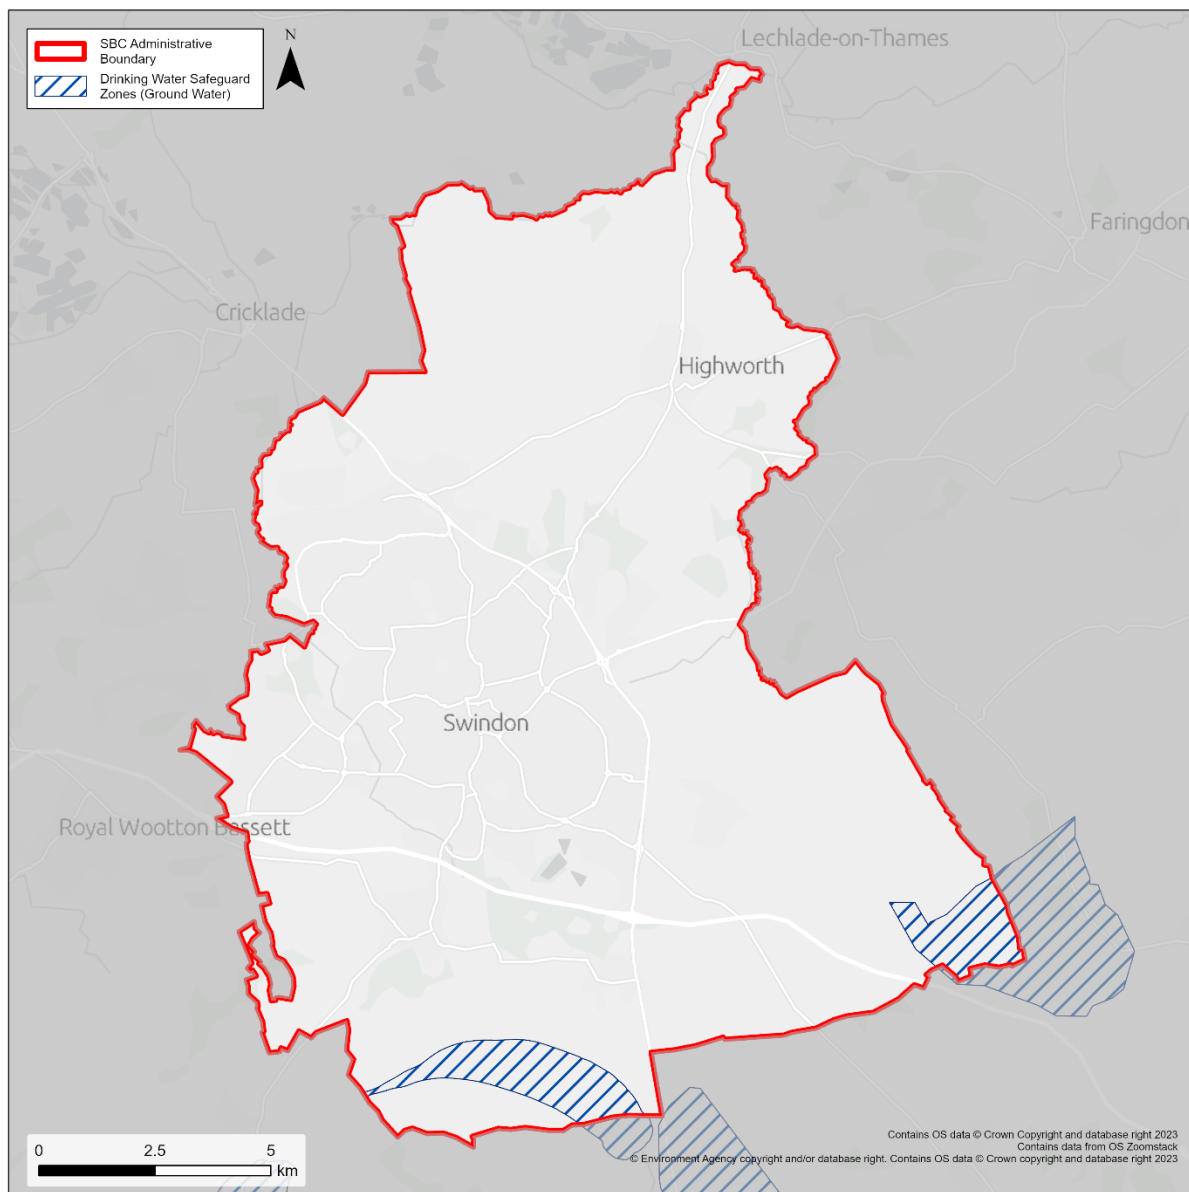 SBC Administrative
Boundary
Drinking Water Safeguard
Zones (Ground Water)
N
Lechlade-on-Thames
Faringdon
Cricklade
Highworth
Swindon
Royal Wootton Bassett
0 2.5 5
km
Contains OS data © Crown Copyright and database right 2023
Contains data from OS Zoomstack
© Environment Agency copyright and/or database right. Contains OS data © Crown copyright and database right 2023